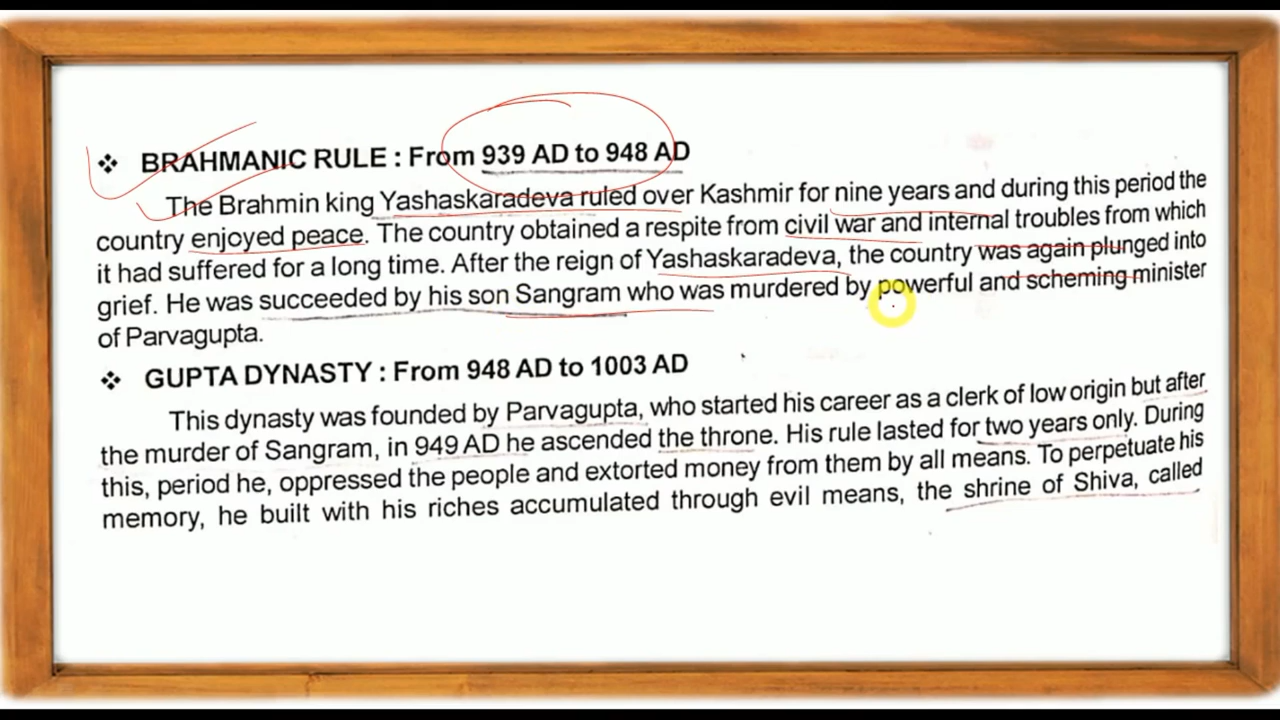 ❖ BRAHMANIC RULE : From 939 AD to 948 AD
The Brahmin king Yashaskaradeva ruled over Kashmir for nine years and during this period the
country enjoyed peace. The country obtained a respite from civil war and internal troubles from which
it had suffered for a long time. After the reign of Yashaskaradeva, the country was again plunged into
grief. He was succeeded by his son Sangram who was murdered by powerful and scheming minister
of Parvagupta.
❖ GUPTA DYNASTY : From 948 AD to 1003 AD
This dynasty was founded by Parvagupta, who started his career as a clerk of low origin but after
the murder of Sangram, in 949 AD he ascended the throne. His rule lasted for two years only. During
this, period he, oppressed the people and extorted money from them by all means. To perpetuate his
memory, he built with his riches accumulated through evil means, the shrine of Shiva, called